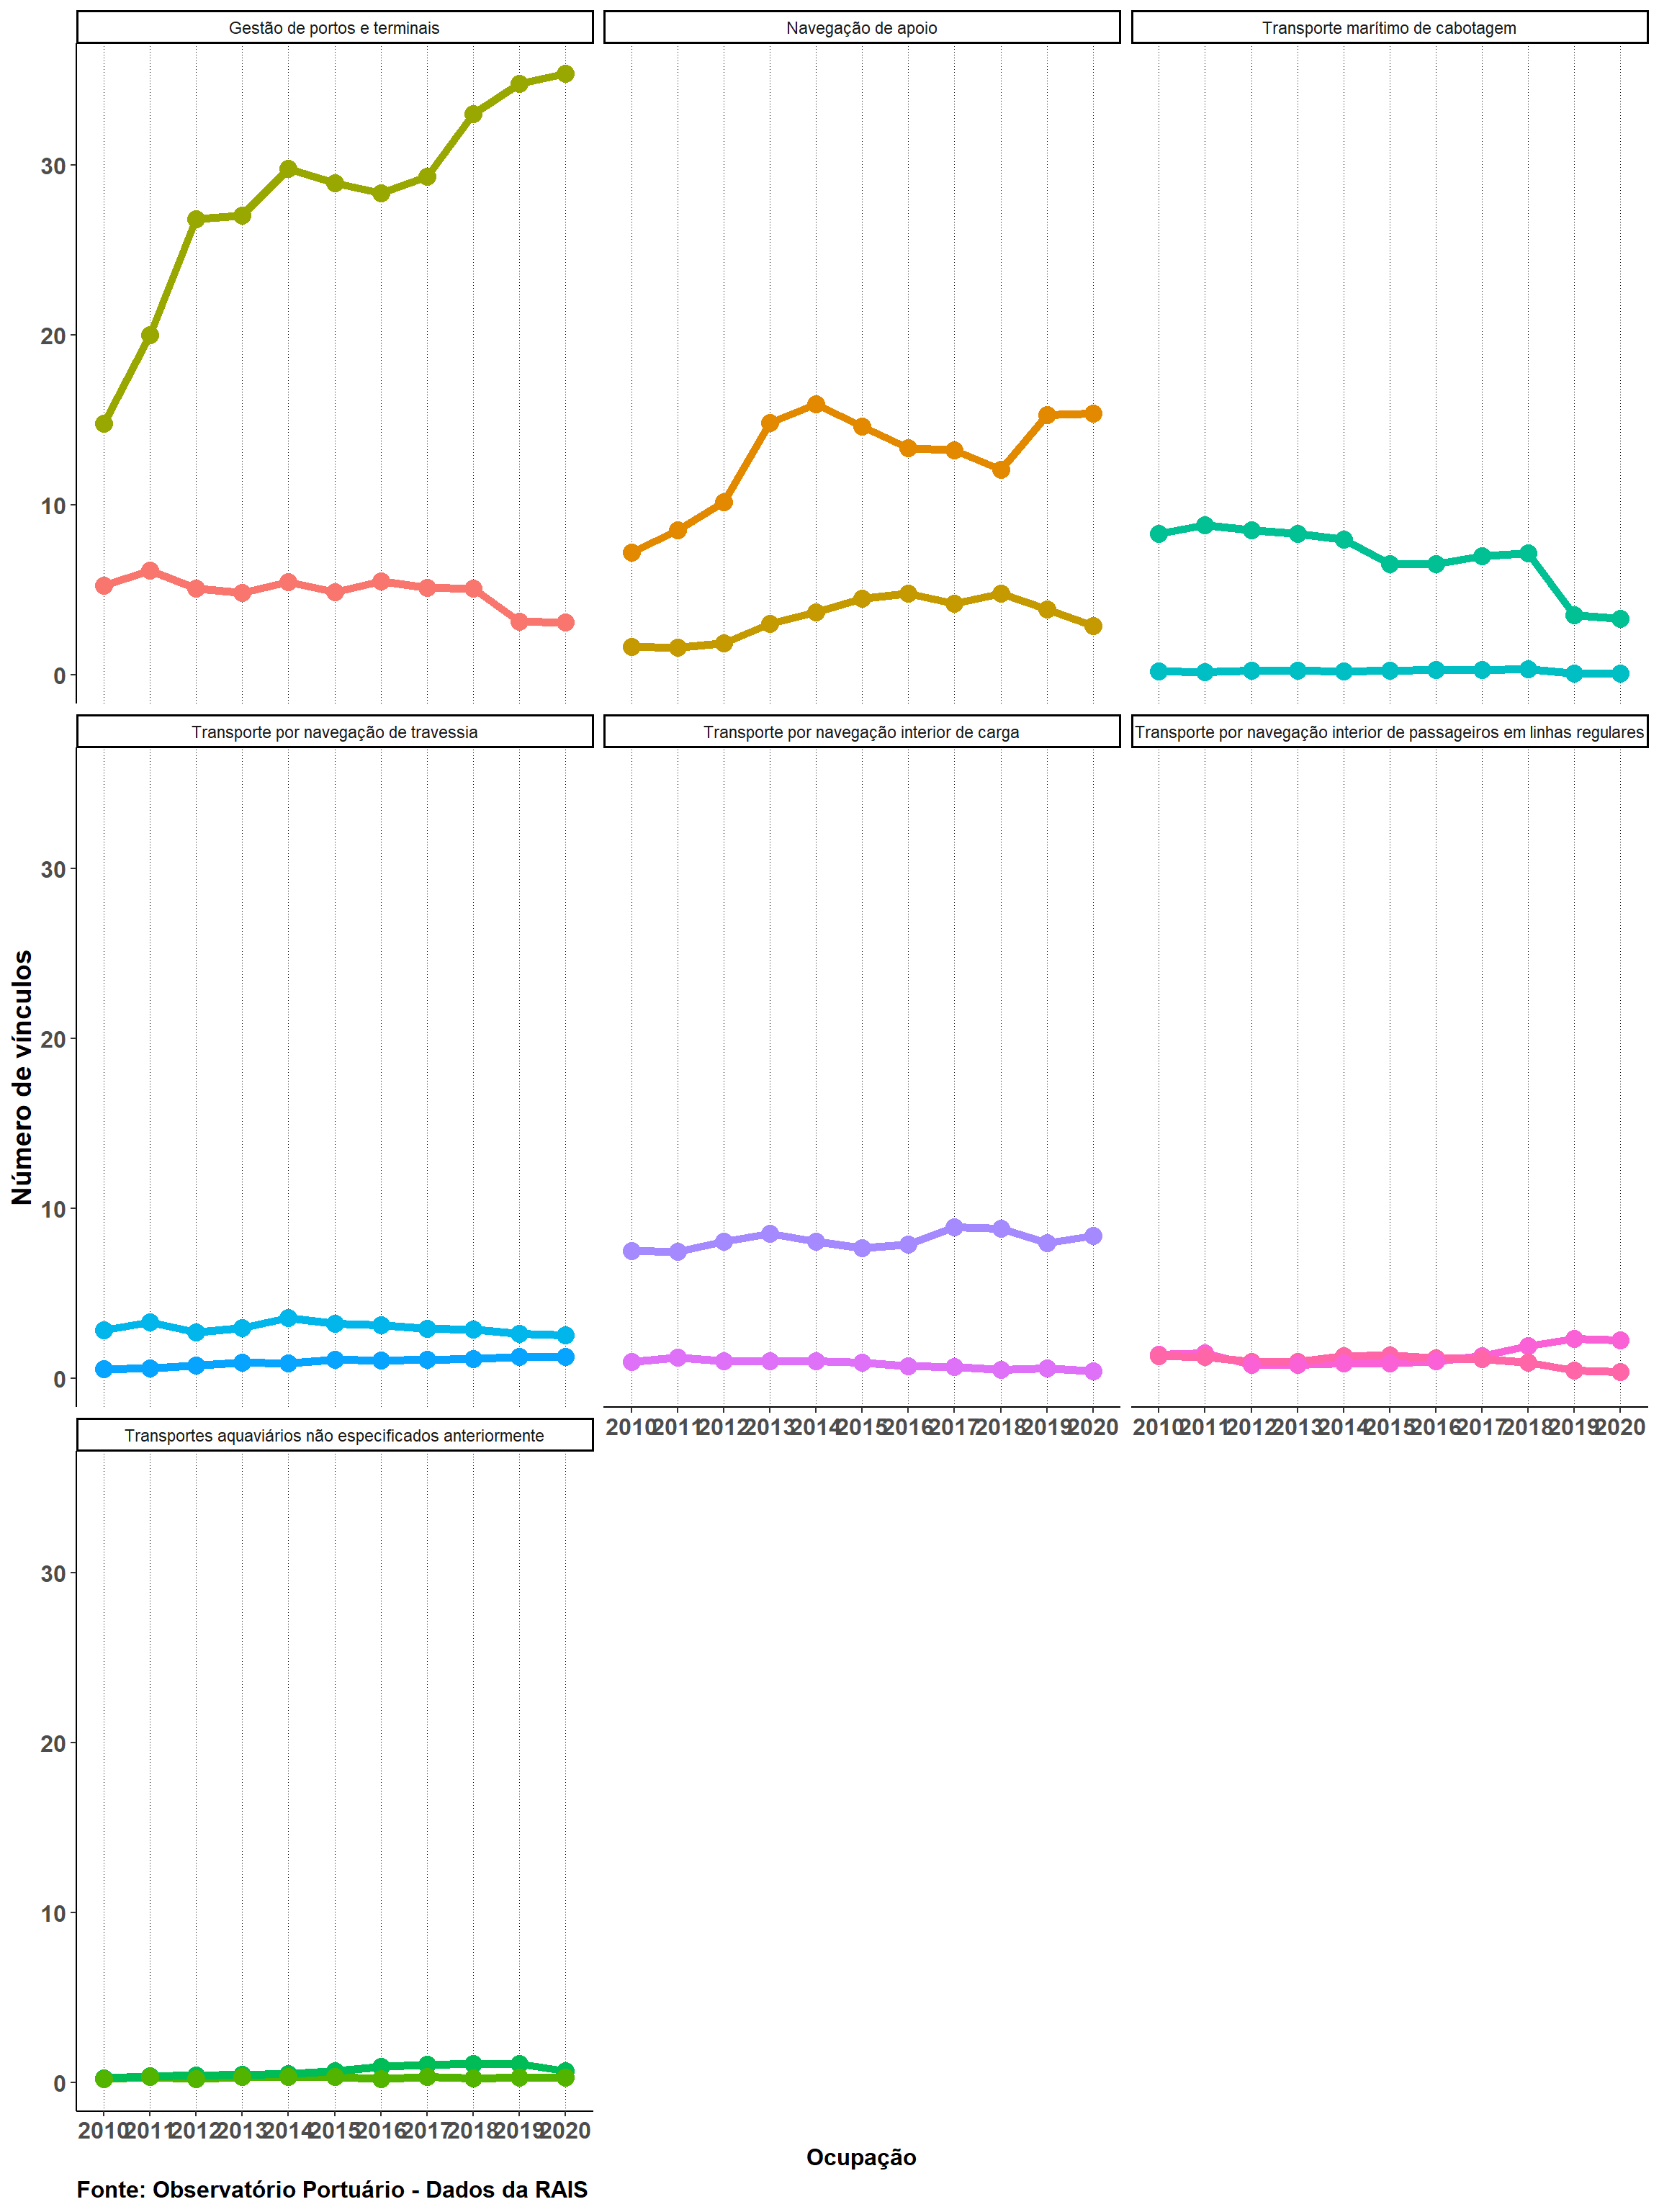 Gestão de portos e terminais
Navegação de apoio
Transporte marítimo de cabotagem
30
20
10
0
Transporte por navegação de travessia
Transporte por navegação interior de carga
Transporte por navegação interior de passageiros em linhas regulares
30
20
10
0
Número de vínculos
2010 2011 2012 2013 2014 2015 2016 2017 2018 2019 2020
2010 2011 2012 2013 2014 2015 2016 2017 2018 2019 2020
Transportes aquaviários não especificados anteriormente
30
20
10
0
2010 2011 2012 2013 2014 2015 2016 2017 2018 2019 2020
Ocupação
Fonte: Observatório Portuário - Dados da RAIS